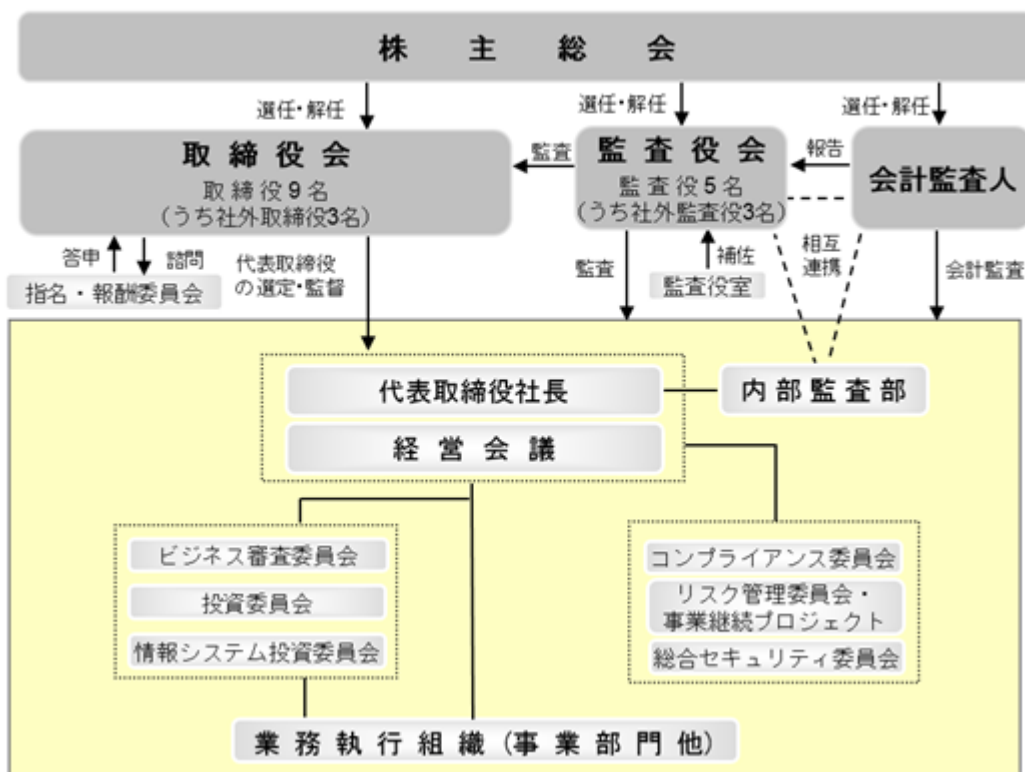 株主総会
選任・解任
選任・解任
選任・解任
取締役会
取締役9名
(うち社外取締役3名)
監査
監査役会
監査役5名
(うち社外監査役3名)
報告
会計監査人
答申
諮問
指名・報酬委員会
代表取締役
の選定・監督
監査
補佐
監査役室
相互
連携
会計監査
代表取締役社長
内部監査部
経営会議
ビジネス審査委員会
投資委員会
情報システム投資委員会
コンプライアンス委員会
リスク管理委員会・
事業継続プロジェクト
総合セキュリティ委員会
業務執行組織(事業部門他)